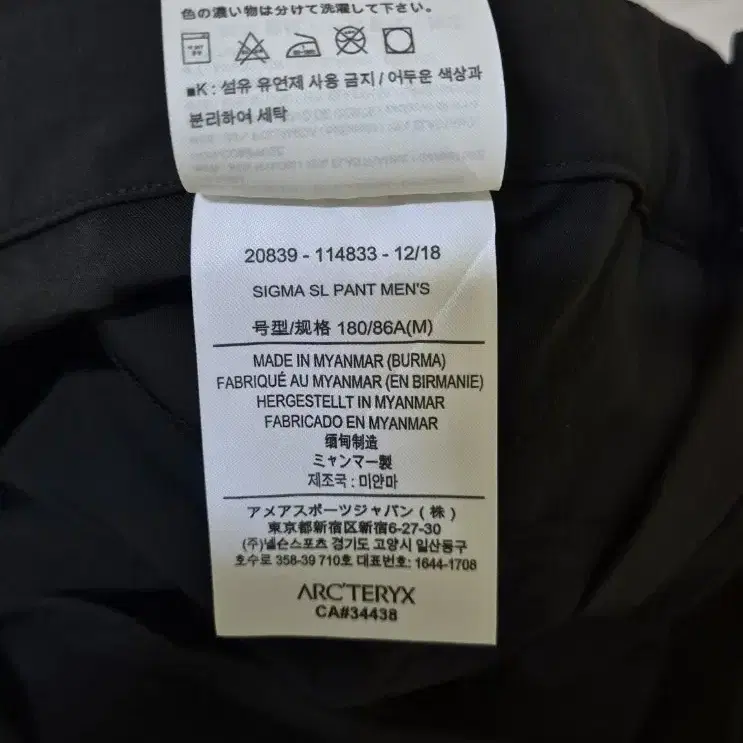 色の濃い物は分けて洗濯して下さい。
■K : 섬유 유연제 사용 금지 / 어두운 색상과
분리하여 세탁
20839 - 114833 - 12/18
SIGMA SL PANT MEN'S
号型/规格 180/86A(M)
MADE IN MYANMAR (BURMA)
FABRIQUÉ AU MYANMAR (EN BIRMANIE)
HERGESTELLT IN MYANMAR
FABRICADO EN MYANMAR
缅甸制造
ミャンマー製
제조국 : 미얀마
アメアスポーツジャパン ( 株 )
東京都新宿区新宿6-27-30
(주)넬슨스포츠 경기도 고양시 일산동구
호수로 358-39 710호 대표번호: 1644-1708
ARC'TERYX
CA#34438